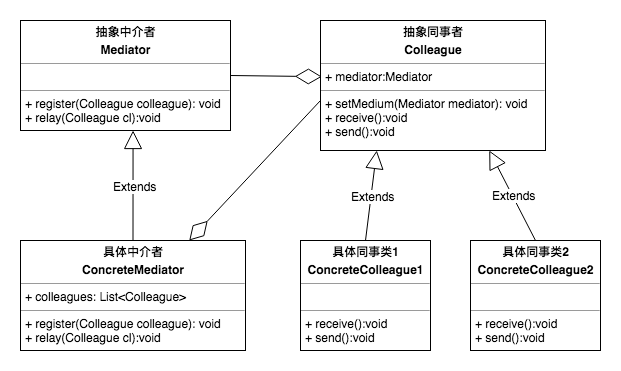 抽象中介者
Mediator
+ register(Colleague colleague): void
+ relay(Colleague cl):void
抽象同事者
Colleague
+ mediator:Mediator
+ setMedium(Mediator mediator): void
+ receive():void
+ send():void
Extends
Extends
Extends
具体中介者
ConcreteMediator
+ colleagues: List<Colleague>
+ register(Colleague colleague): void
+ relay(Colleague cl):void
具体同事类1
ConcreteColleague1
+ receive():void
+ send():void
具体同事类2
ConcreteColleague2
+ receive():void
+ send():void